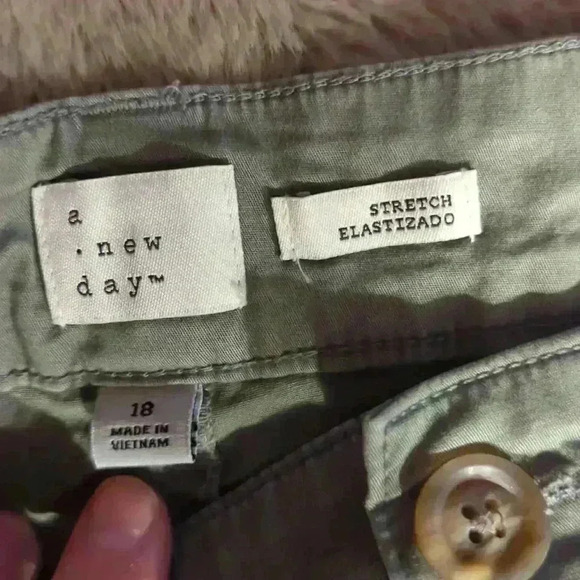 a
. new
day™
STRETCH
ELASTIZADO
18
MADE IN
VIETNAM